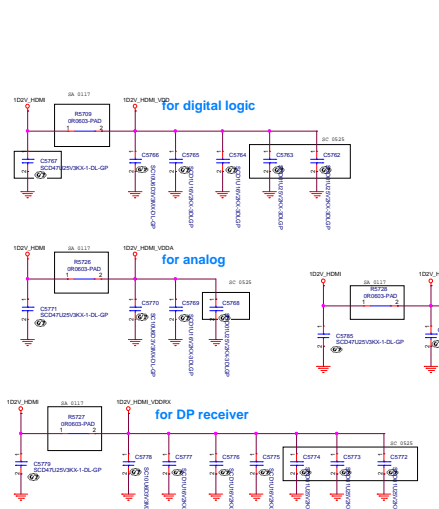 SA 0117
1D2V_HDMI
R5709
0R0603-PAD
1 2
1D2V_HDMI_VDD
for digital logic
SC 0525
C5767
SCD47U25V3KX-1-DL-GP
C5766
C5765
C5764
C5763
C5762
1D2V_HDMI
SA 0117
R5726
0R0603-PAD
1 2
1D2V_HDMI_VDDA
for analog
SC 0525
C5771
SCD47U25V3KX-1-DL-GP
C5770
C5769
C5768
1D2V_HDMI
SA 0117
R5728
0R0603-PAD
1 2
C5785
SCD47U25V3KX-1-DL-GP
1D2V_HDMI
SA 0117
R5727
0R0603-PAD
1 2
1D2V_HDMI_VDDRX
for DP receiver
SC 0525
C5779
SCD47U25V3KX-1-DL-GP
C5778
C5777
C5776
C5775
C5774
C5773
C5772